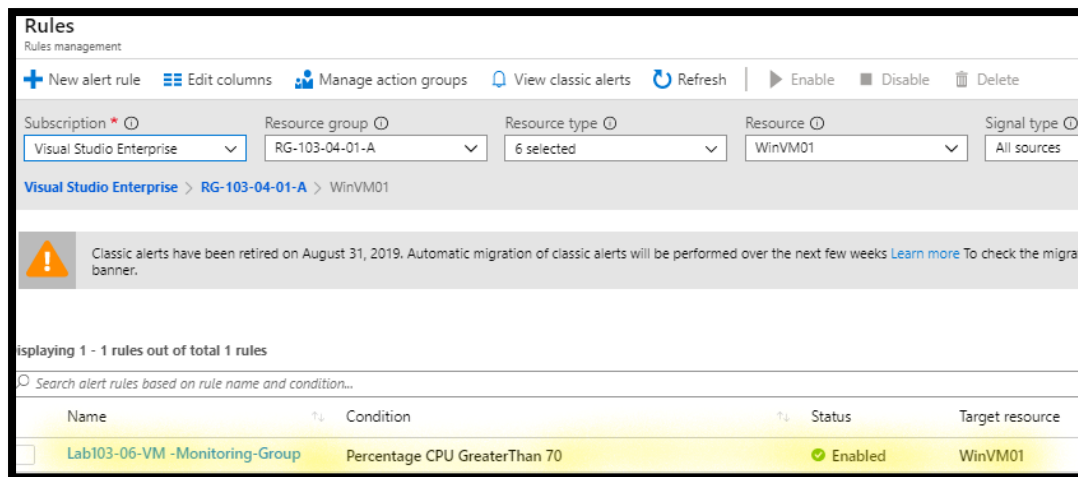 Rules
Rules management
New alert rule Edit columns Manage action groups View classic alerts Refresh Enable Disable Delete
Subscription * Resource group Resource type Resource Signal type
Visual Studio Enterprise RG-103-04-01-A 6 selected WinVM01 All sources
Visual Studio Enterprise > RG-103-04-01-A > WinVM01
Classic alerts have been retired on August 31, 2019. Automatic migration of classic alerts will be performed over the next few weeks Learn more To check the migra
banner.
isplaying 1 - 1 rules out of total 1 rules
Search alert rules based on rule name and condition...
Name Condition Status Target resource
Lab103-06-VM -Monitoring-Group Percentage CPU GreaterThan 70 Enabled WinVM01